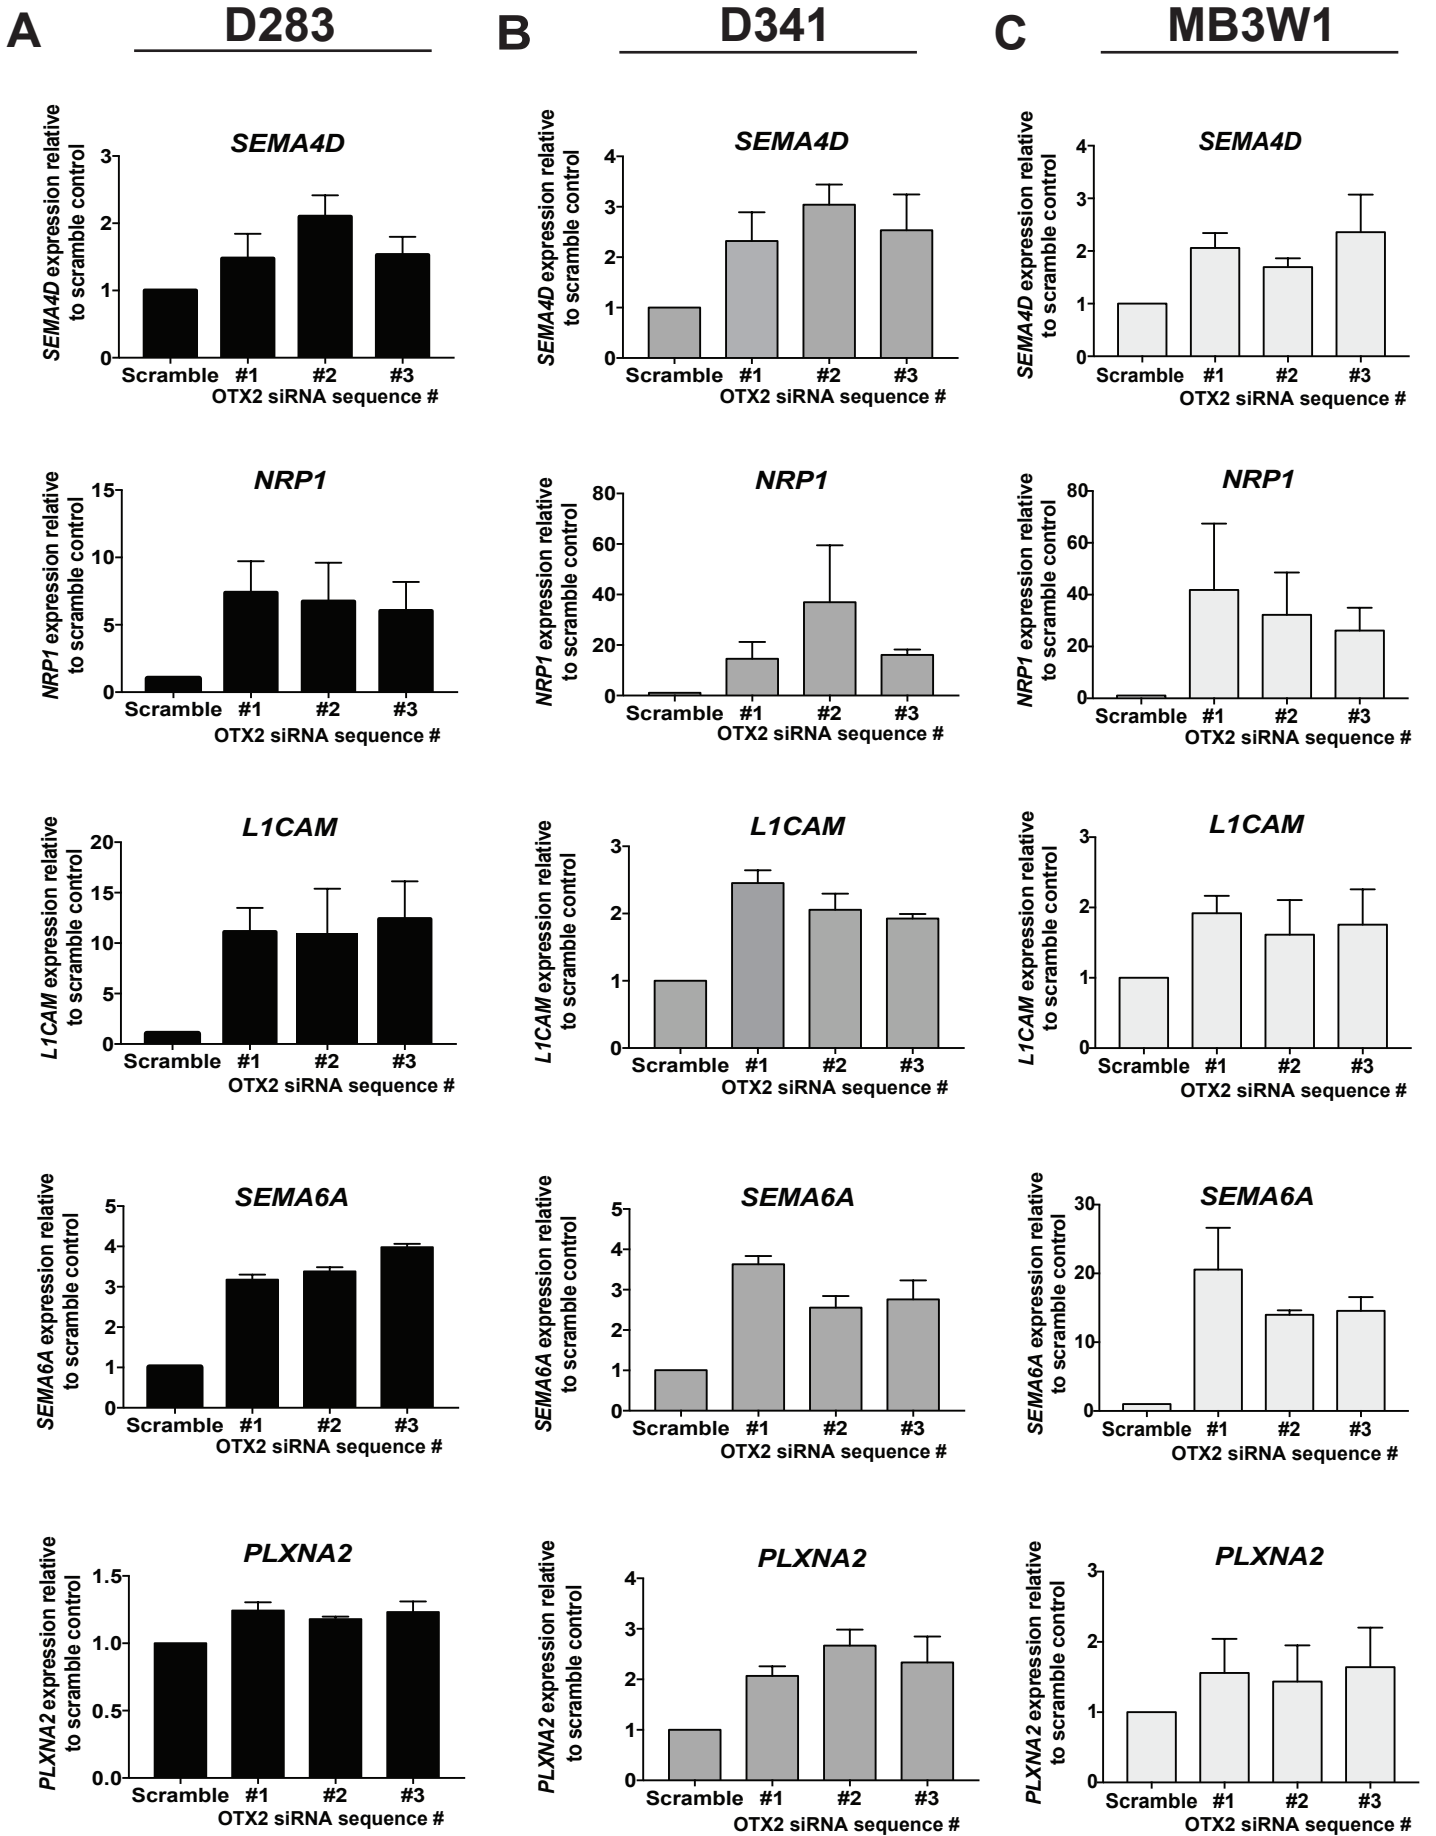 A
D283
B
D341
C
MB3W1
SEMA4D
SEMA4D expression relative
to scramble control
3
2
1
0
Scramble #1 #2 #3
OTX2 siRNA sequence #
SEMA4D
SEMA4D expression relative
to scramble control
4
3
2
1
0
Scramble #1 #2 #3
OTX2 siRNA sequence #
SEMA4D
SEMA4D expression relative
to scramble control
4
3
2
1
0
Scramble #1 #2 #3
OTX2 siRNA sequence #
NRP1
NRP1 expression relative
to scramble control
15
10
5
0
Scramble #1 #2 #3
OTX2 siRNA sequence #
NRP1
NRP1 expression relative
to scramble control
80
60
40
20
0
Scramble #1 #2 #3
OTX2 siRNA sequence #
NRP1
NRP1 expression relative
to scramble control
80
60
40
20
0
Scramble #1 #2 #3
OTX2 siRNA sequence #
L1CAM
L1CAM expression relative
to scramble control
20
15
10
5
0
Scramble #1 #2 #3
OTX2 siRNA sequence #
L1CAM
L1CAM expression relative
to scramble control
3
2
1
0
Scramble #1 #2 #3
OTX2 siRNA sequence #
L1CAM
L1CAM expression relative
to scramble control
3
2
1
0
Scramble #1 #2 #3
OTX2 siRNA sequence #
SEMA6A
SEMA6A expression relative
to scramble control
5
4
3
2
1
0
Scramble #1 #2 #3
OTX2 siRNA sequence #
SEMA6A
SEMA6A expression relative
to scramble control
5
4
3
2
1
0
Scramble #1 #2 #3
OTX2 siRNA sequence #
SEMA6A
SEMA6A expression relative
to scramble control
30
20
10
0
Scramble #1 #2 #3
OTX2 siRNA sequence #
PLXNA2
PLXNA2 expression relative
to scramble control
1.5
1.0
0.5
0.0
Scramble #1 #2 #3
OTX2 siRNA sequence #
PLXNA2
PLXNA2 expression relative
to scramble control
4
3
2
1
0
Scramble #1 #2 #3
OTX2 siRNA sequence #
PLXNA2
PLXNA2 expression relative
to scramble control
3
2
1
0
Scramble #1 #2 #3
OTX2 siRNA sequence #